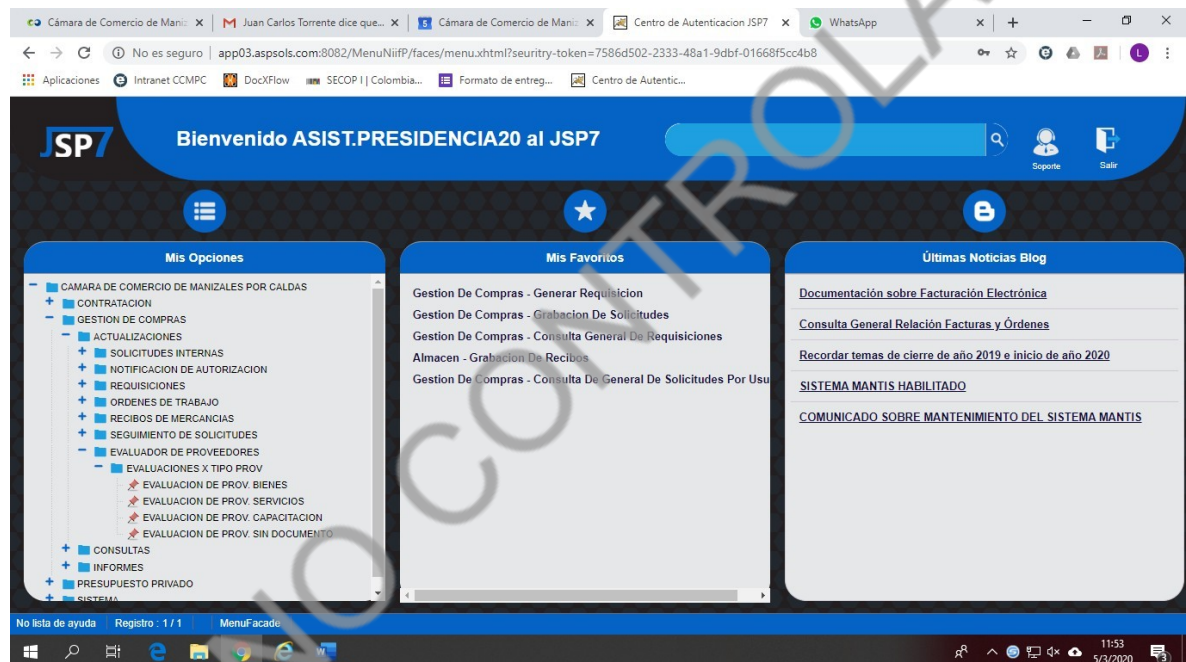 Cámara de Comercio de Maniz
Juan Carlos Torrente dice que...
Cámara de Comercio de Maniz
Centro de Autenticacion JSP7
WhatsApp
No es seguro | app03.aspsols.com:8082/MenuNiifP/faces/menu.xhtml?seuritry-token=7586d502-2333-48a1-9dbf-01668f5cc4b8
L
Aplicaciones
Intranet CCMPC
DocXFlow
SECOP I | Colombia...
Formato de entreg...
Centro de Autentic...
JSP7
Bienvenido ASIST.PRESIDENCIA20 al JSP7
Soporte
Salir
Mis Opciones
CAMARA DE COMERCIO DE MANIZALES POR CALDAS
CONTRATACION
GESTION DE COMPRAS
ACTUALIZACIONES
SOLICITUDES INTERNAS
NOTIFICACION DE AUTORIZACION
REQUISICIONES
ORDENES DE TRABAJO
RECIBOS DE MERCANCIAS
SEGUIMIENTO DE SOLICITUDES
EVALUADOR DE PROVEEDORES
EVALUACIONES X TIPO PROV
EVALUACION DE PROV. BIENES
EVALUACION DE PROV. SERVICIOS
EVALUACION DE PROV. CAPACITACION
EVALUACION DE PROV. SIN DOCUMENTO
CONSULTAS
INFORMES
PRESUPUESTO PRIVADO
SISTEMA
Mis Favoritos
Gestion De Compras - Generar Requisicion
Gestion De Compras - Grabacion De Solicitudes
Gestion De Compras - Consulta General De Requisiciones
Almacen - Grabacion De Recibos
Gestion De Compras - Consulta De General De Solicitudes Por Usu
Últimas Noticias Blog
Documentación sobre Facturación Electrónica
Consulta General Relación Facturas y Órdenes
Recordar temas de cierre de año 2019 e inicio de año 2020
SISTEMA MANTIS HABILITADO
COMUNICADO SOBRE MANTENIMIENTO DEL SISTEMA MANTIS
No lista de ayuda
Registro : 1 / 1
MenuFacade
11:53
5/3/2020
NO CONTROLA